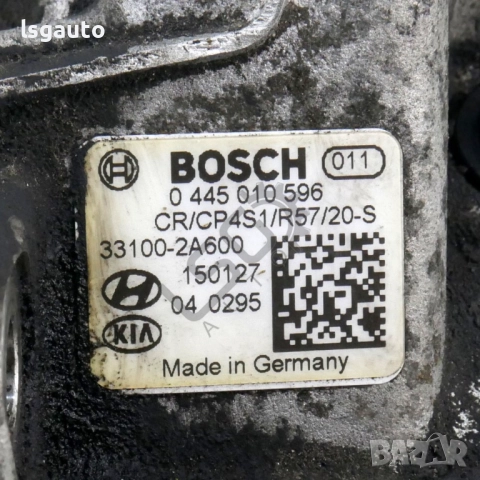 lsgauto
BOSCH 011
0 445 010 596
CR/CP4S1/R57/20-S
33100-2A600
150127-
04 0295
KIA
Made in Germany
BAZAR